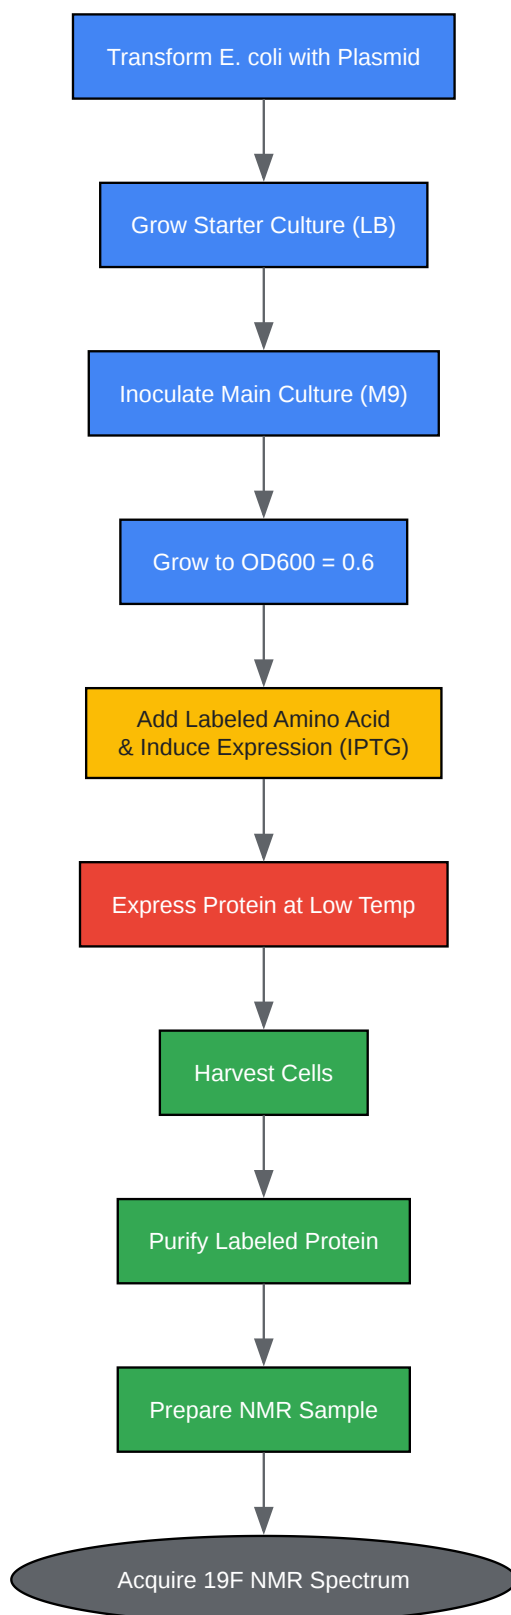 Transform E. coli with Plasmid
Grow Starter Culture (LB)
Inoculate Main Culture (M9)
Grow to OD600 = 0.6
Add Labeled Amino Acid
& Induce Expression (IPTG)
Express Protein at Low Temp
Harvest Cells
Purify Labeled Protein
Prepare NMR Sample
Acquire 19F NMR Spectrum